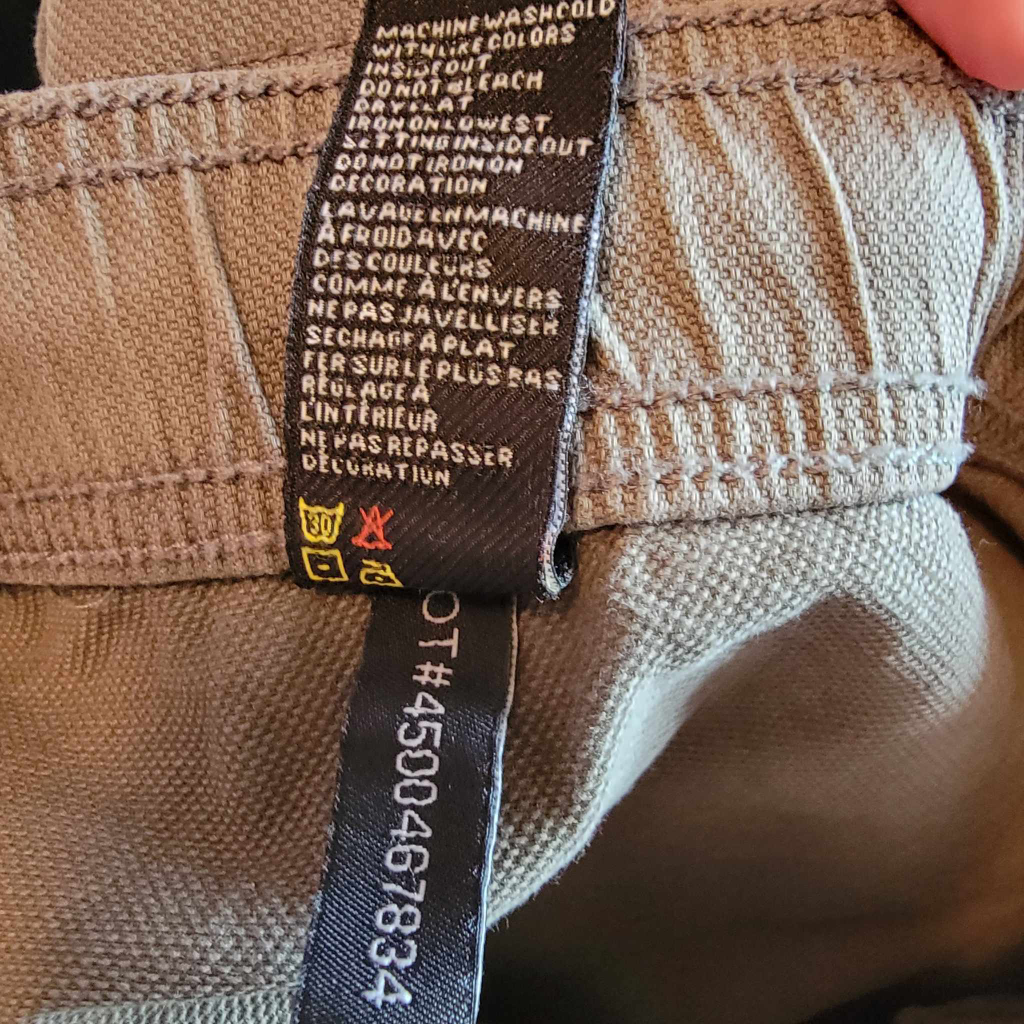 MACHINE WASH COLD
WITH LIKE COLORS
INSIDE OUT
DO NOT BLEACH
DRY FLAT
IRON ON LOWEST
SETTING INSIDE OUT
DO NOT IRON ON
DECORATION
LAVAGE EN MACHINE
À FROID AVEC
DES COULEURS
COMME À L'ENVERS
NE PAS JAVELLISER
SECHAGE À PLAT
FER SUR LE PLUS BAS
RÉGLAGE À
L'INTÉRIEUR
NE PAS REPASSER
DÉCORATION
30
OT#4500467834